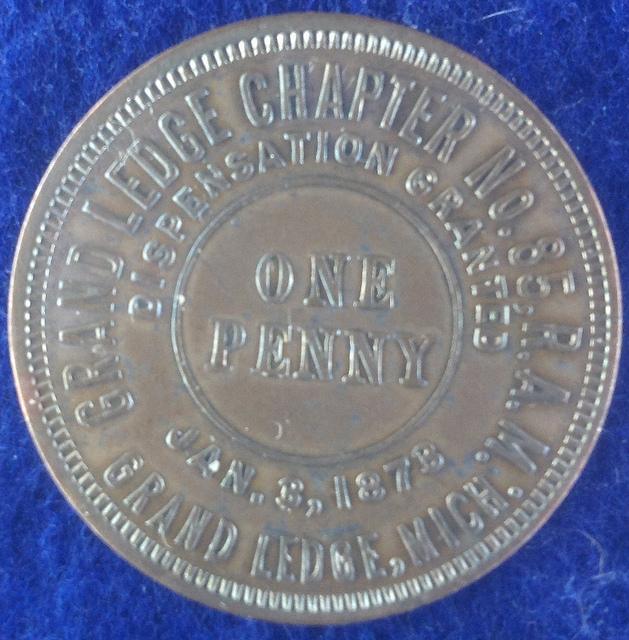 GRAND LEDGE CHAPTER No. 85, R. A. M.
DISPENSATION GRANTED
ONE
PENNY
JAN. 3, 1873
GRAND LEDGE, MICH.